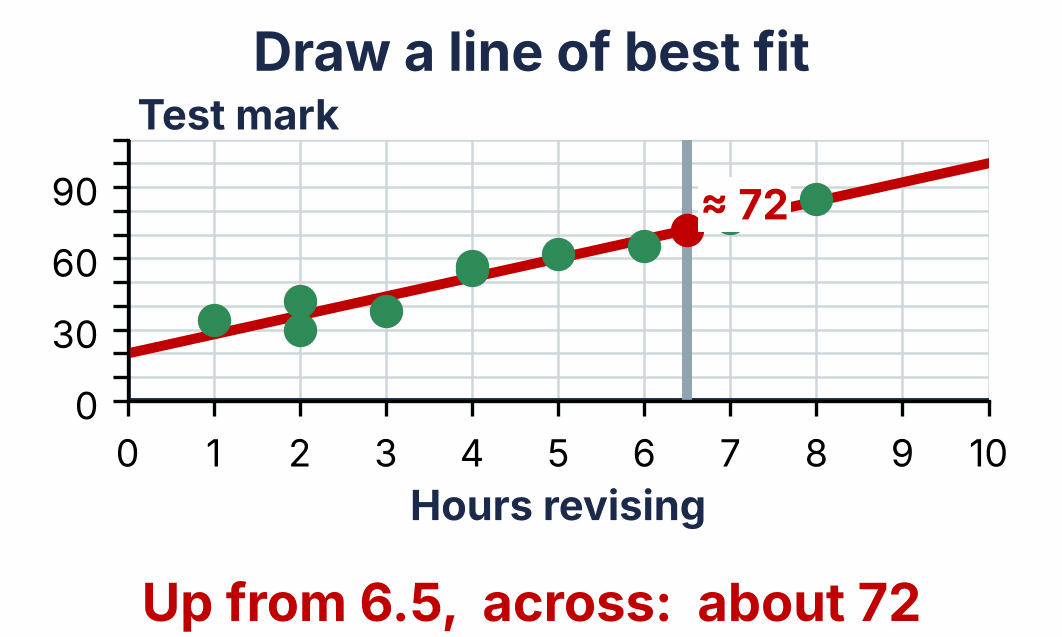 Draw a line of best fit
Test mark
90
≈ 72
60
30
0
0 1 2 3 4 5 6 7 8 9 10
Hours revising
Up from 6.5, across: about 72